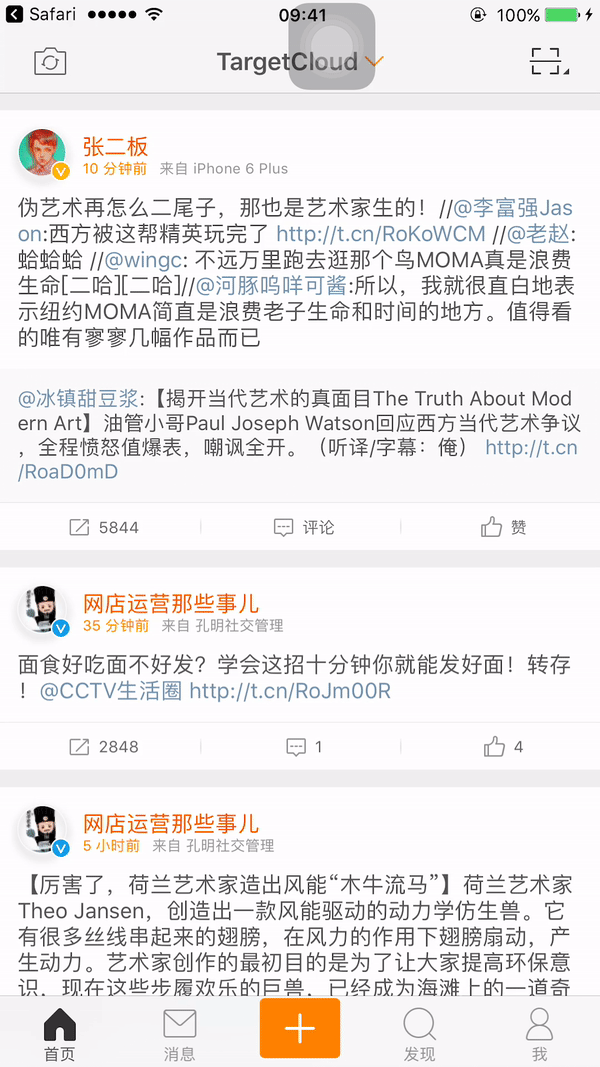 Safari 09:41 100%
TargetCloud
张二板
10 分钟前 来自 iPhone 6 Plus
伪艺术再怎么二尾子，那也是艺术家生的！//@李富强Jas
on:西方被这帮精英玩完了 http://t.cn/RoKoWCM //@老赵:
蛤蛤蛤 //@wingc: 不远万里跑去逛那个鸟MOMA真是浪费
生命[二哈][二哈]//@河豚呜咩可酱:所以，我就很直白地表
示纽约MOMA简直是浪费老子生命和时间的地方。值得看
的唯有寥寥几幅作品而已
@冰镇甜豆浆:【揭开当代艺术的真面目The Truth About Mod
ern Art】油管小哥Paul Joseph Watson回应西方当代艺术争议
，全程愤怒值爆表，嘲讽全开。（听译/字幕：俺） http://t.cn
/RoaD0mD
5844 评论 赞
网店运营那些事儿
35 分钟前 来自 孔明社交管理
面食好吃面不好发？学会这招十分钟你就能发好面！转存
！@CCTV生活圈 http://t.cn/RoJm00R
2848 1 4
网店运营那些事儿
5 小时前 来自 孔明社交管理
【厉害了，荷兰艺术家造出风能“木牛流马”】荷兰艺术家
Theo Jansen，创造出一款风能驱动的动力学仿生兽。它
有很多丝线串起来的翅膀，在风力的作用下翅膀扇动，产
生动力。艺术家创作的最初目的是为了让大家提高环保意
识，现在这些步履欢乐的巨兽，已经成为海滩上的一道奇
首页 消息 发现 我